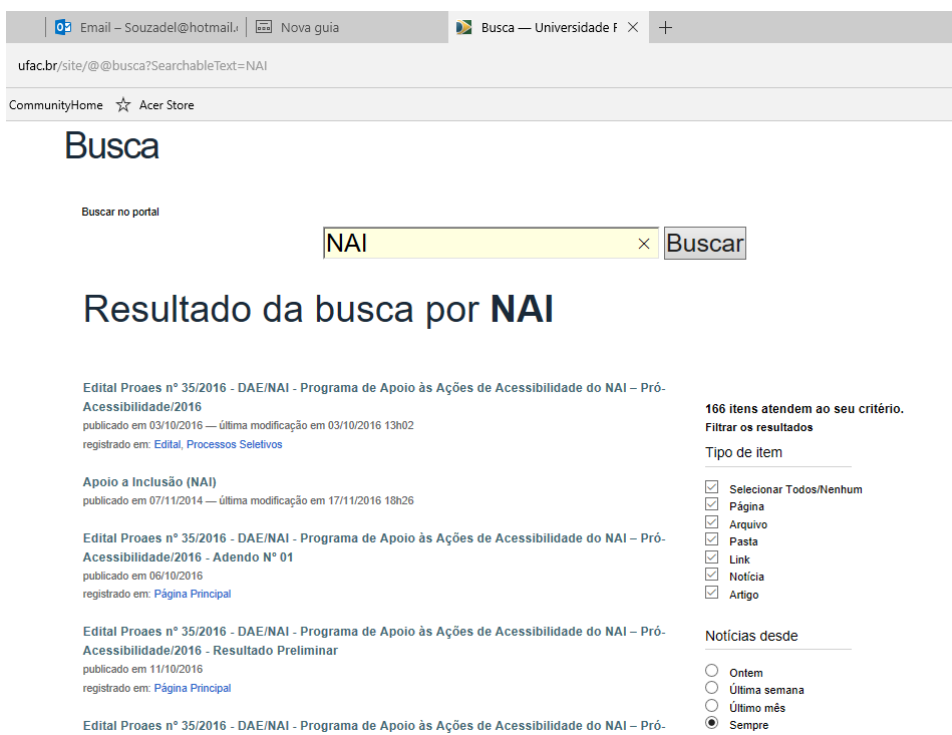 Email – Souzadel@hotmail.
Nova guia
Busca — Universidade F
ufac.br/site/@@busca?SearchableText=NAI
CommunityHome
Acer Store
Busca
Buscar no portal
NAI
Buscar
Resultado da busca por NAI
Edital Proaes nº 35/2016 - DAE/NAI - Programa de Apoio às Ações de Acessibilidade do NAI – Pró-
Acessibilidade/2016
publicado em 03/10/2016 — última modificação em 03/10/2016 13h02
registrado em: Edital, Processos Seletivos
Apoio a Inclusão (NAI)
publicado em 07/11/2014 — última modificação em 17/11/2016 18h26
Edital Proaes nº 35/2016 - DAE/NAI - Programa de Apoio às Ações de Acessibilidade do NAI – Pró-
Acessibilidade/2016 - Adendo Nº 01
publicado em 06/10/2016
registrado em: Página Principal
Edital Proaes nº 35/2016 - DAE/NAI - Programa de Apoio às Ações de Acessibilidade do NAI – Pró-
Acessibilidade/2016 - Resultado Preliminar
publicado em 11/10/2016
registrado em: Página Principal
Edital Proaes nº 35/2016 - DAE/NAI - Programa de Apoio às Ações de Acessibilidade do NAI – Pró-
166 itens atendem ao seu critério.
Filtrar os resultados
Tipo de item
Selecionar Todos/Nenhum
Página
Arquivo
Pasta
Link
Notícia
Artigo
Notícias desde
Ontem
Última semana
Último mês
Sempre